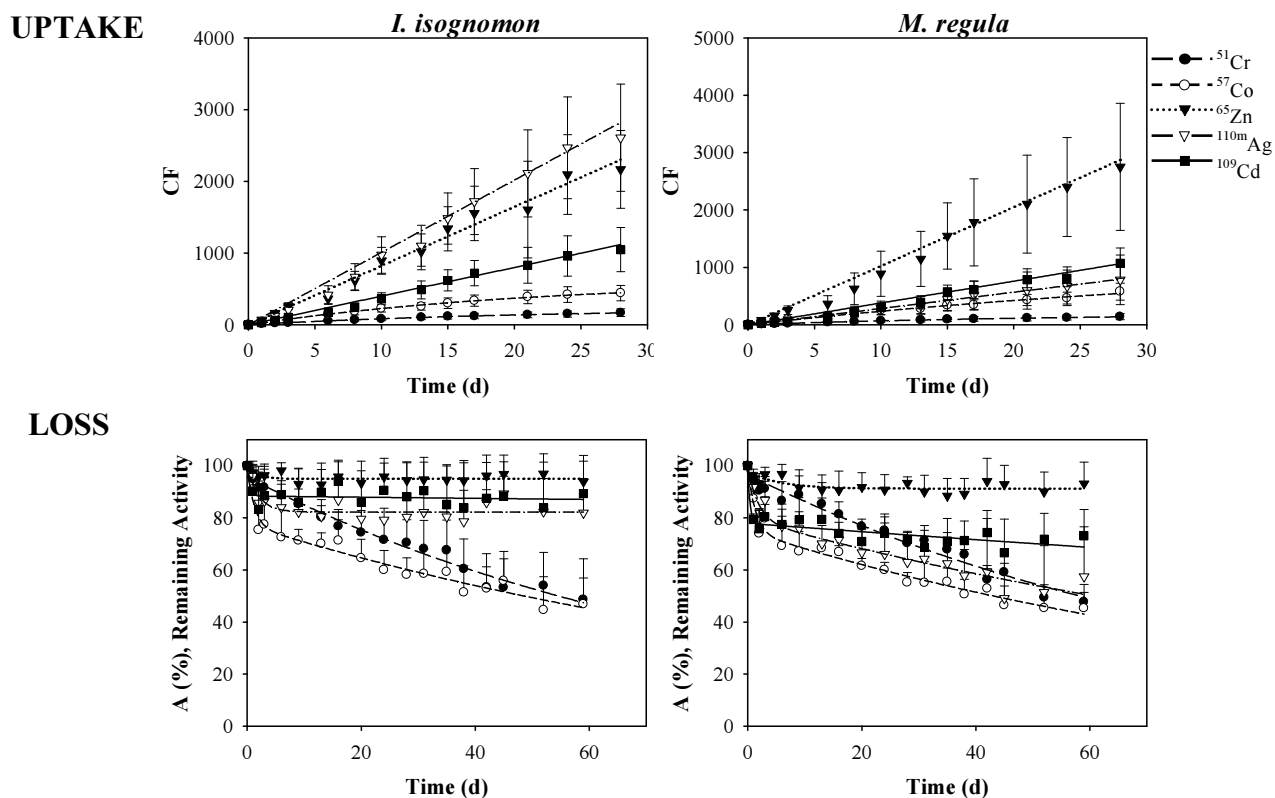 UPTAKE
I. isognomon
M. regula
4000
3000
2000
1000
0
CF
0 5 10 15 20 25 30
Time (d)
5000
4000
3000
2000
1000
0
CF
0 5 10 15 20 25 30
Time (d)
51Cr
57Co
65Zn
110mAg
109Cd
LOSS
100
80
60
40
20
0
A (%), Remaining Activity
0 20 40 60
Time (d)
100
80
60
40
20
0
A (%), Remaining Activity
0 20 40 60
Time (d)